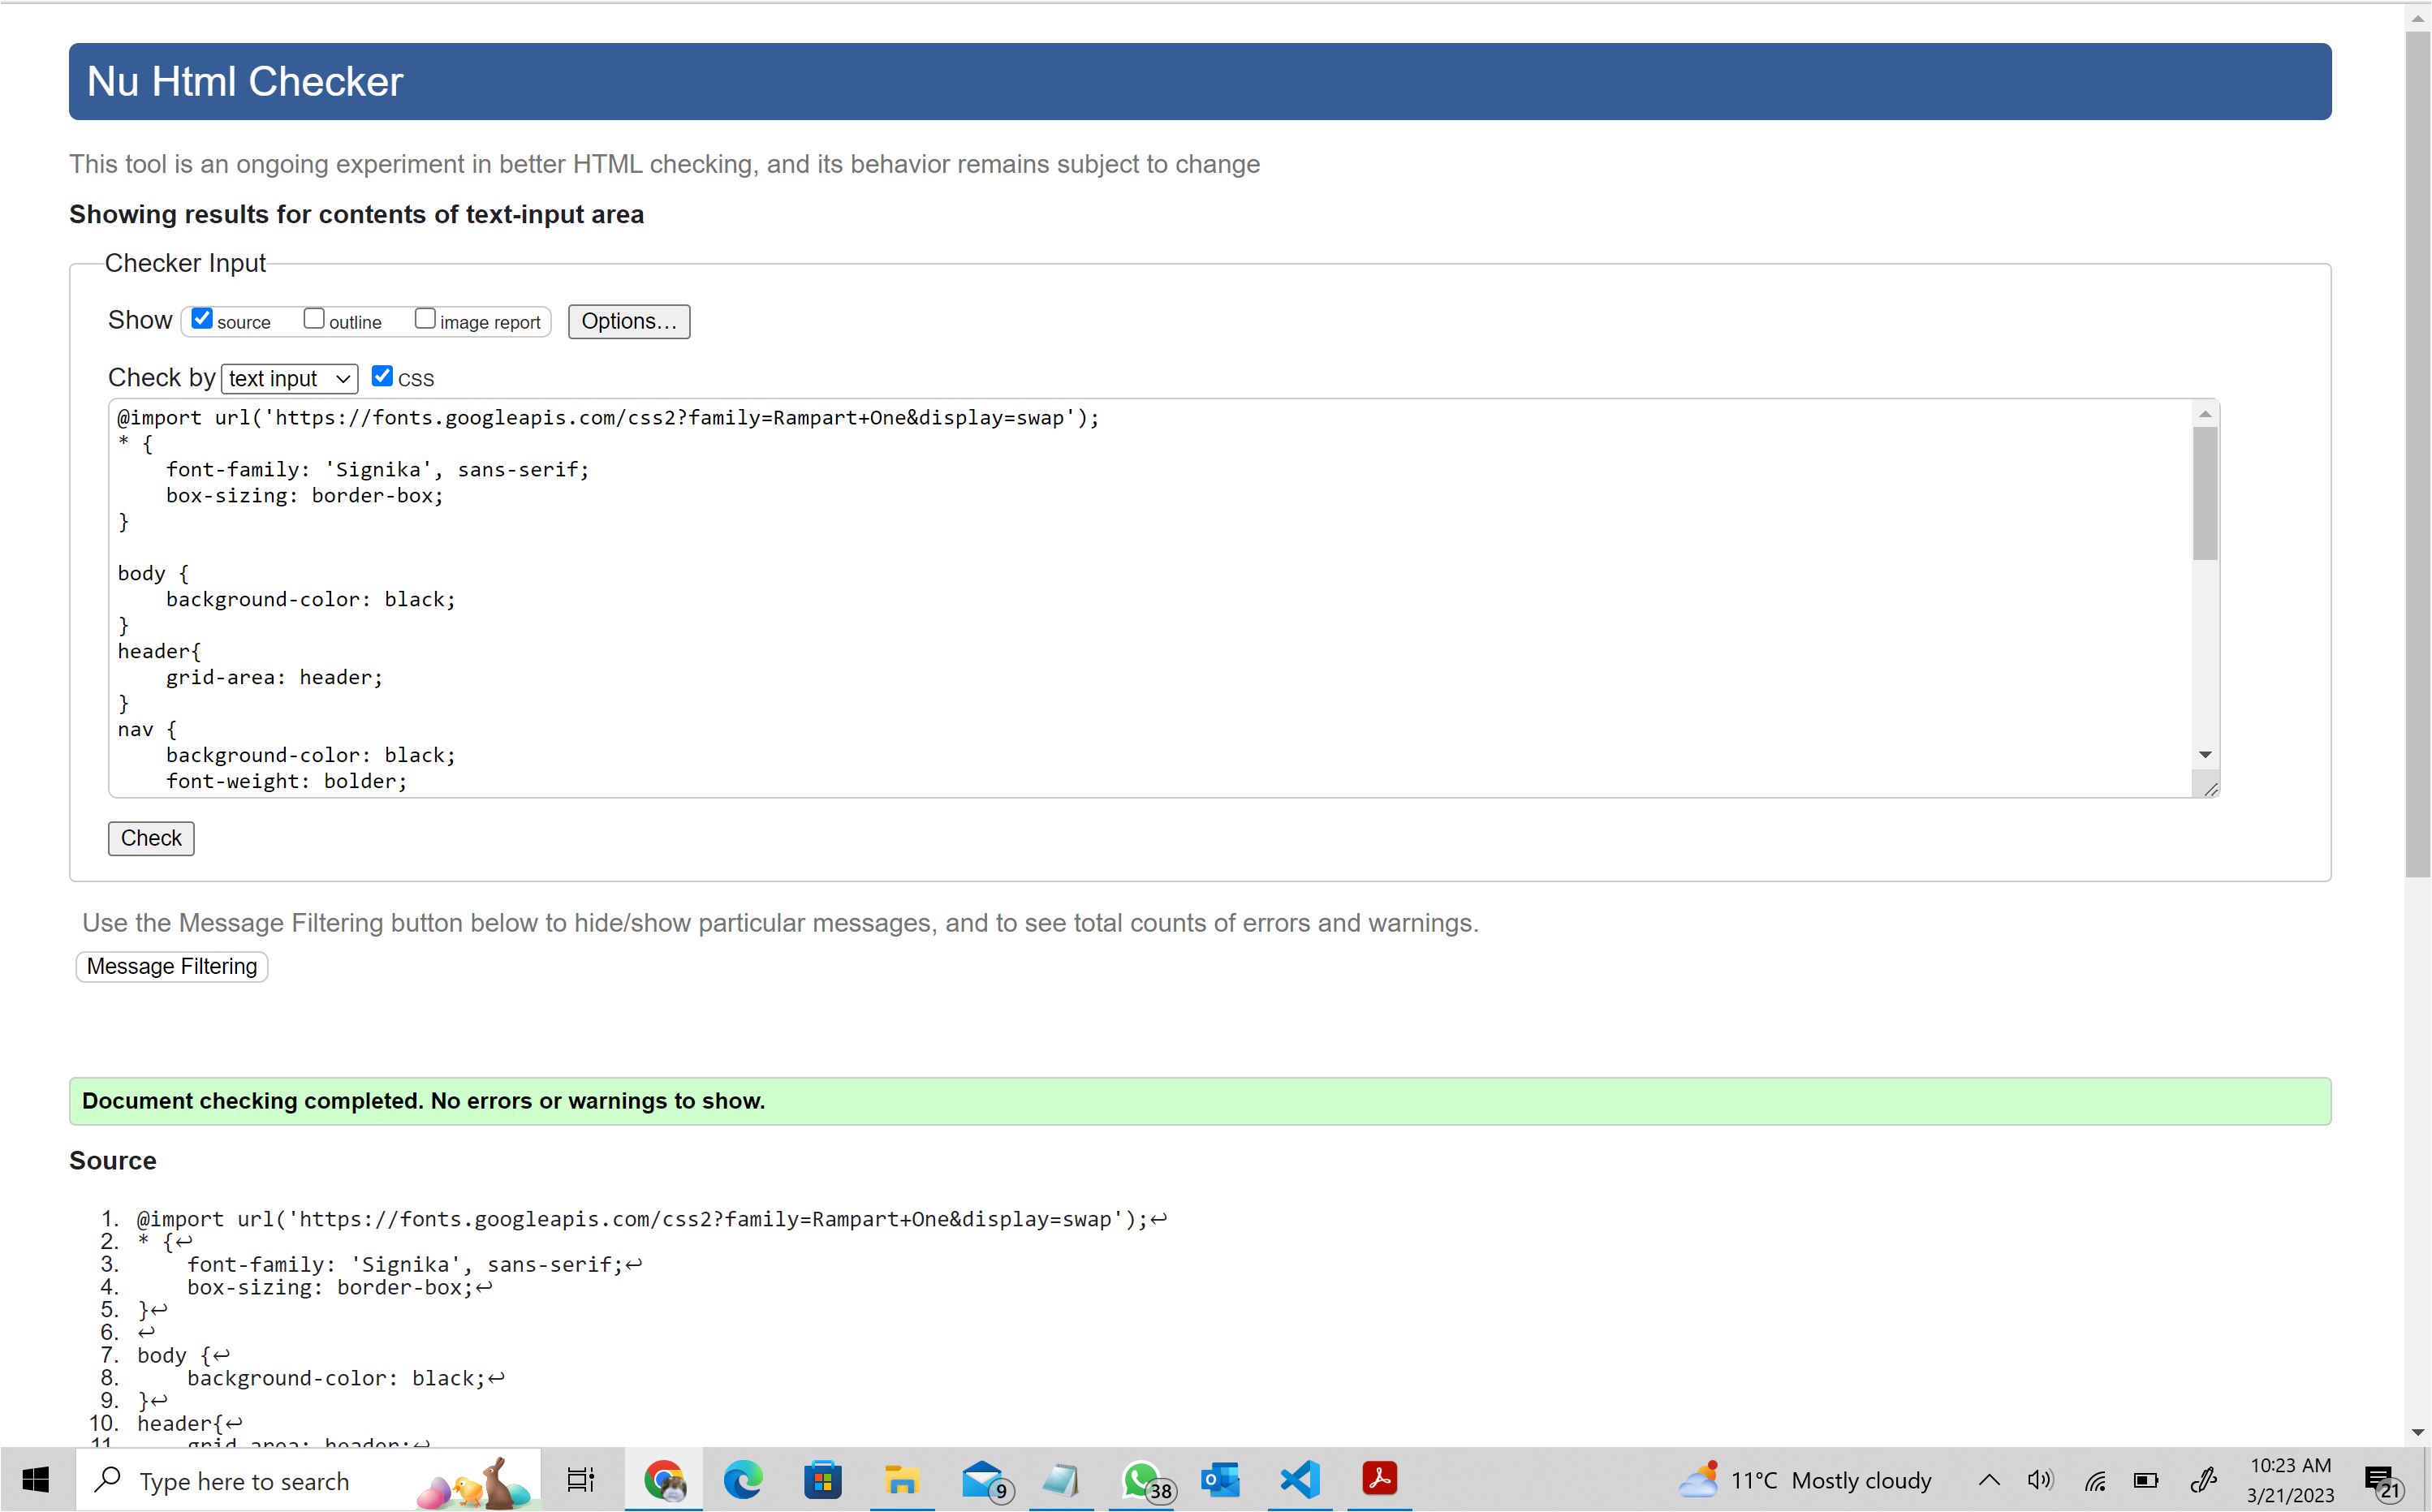 Nu Html Checker
This tool is an ongoing experiment in better HTML checking, and its behavior remains subject to change
Showing results for contents of text-input area
Checker Input
Show source outline image report Options...
Check by text input CSS
@import url('https://fonts.googleapis.com/css2?family=Rampart+One&display=swap');
* {
    font-family: 'Signika', sans-serif;
    box-sizing: border-box;
}
body {
    background-color: black;
}
header{
    grid-area: header;
}
nav {
    background-color: black;
    font-weight: bolder;
Check
Use the Message Filtering button below to hide/show particular messages, and to see total counts of errors and warnings.
Message Filtering
Document checking completed. No errors or warnings to show.
Source
1. @import url('https://fonts.googleapis.com/css2?family=Rampart+One&display=swap');↩
2. * {↩
3.     font-family: 'Signika', sans-serif;↩
4.     box-sizing: border-box;↩
5. }↩
6. ↩
7. body {↩
8.     background-color: black;↩
9. }↩
10. header{↩
11.     grid-area: header;↩
Type here to search 9 38 11°C Mostly cloudy 10:23 AM 21
3/21/2023